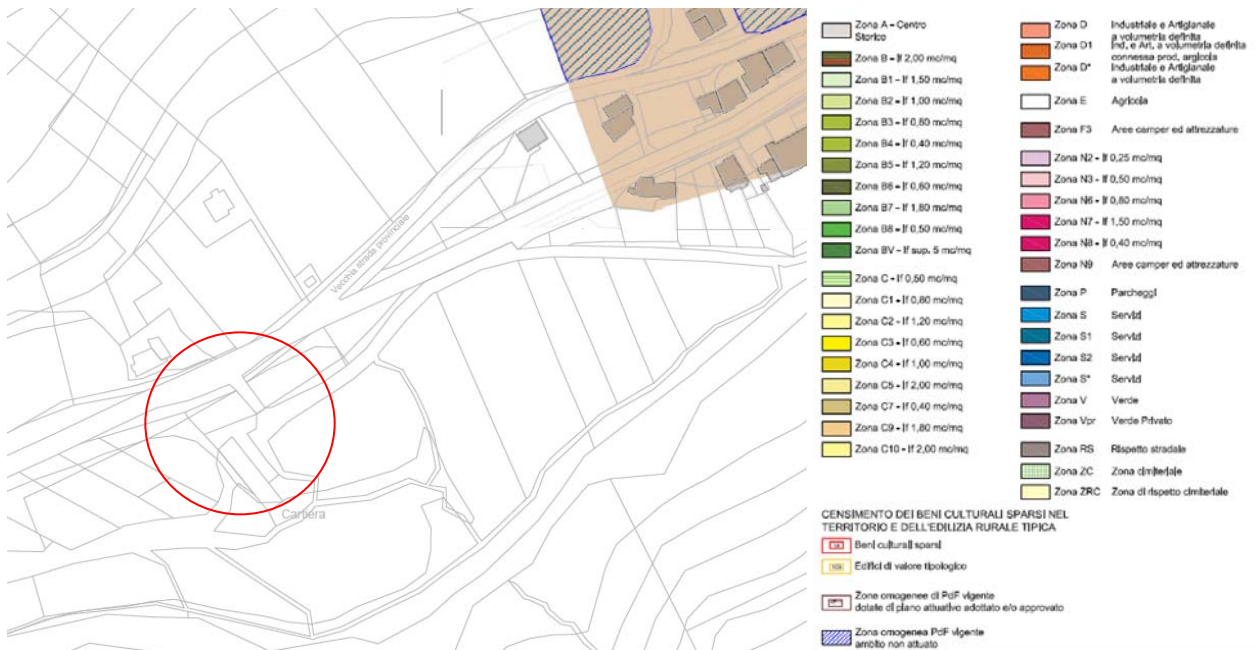 Vecchia strada provinciale
Cartiera
Zona A - Centro
Storico
Zona B - If 2,00 mc/mq
Zona B1 - If 1,50 mc/mq
Zona B2 - If 1,00 mc/mq
Zona B3 - If 0,80 mc/mq
Zona B4 - If 0,40 mc/mq
Zona B5 - If 1,20 mc/mq
Zona B6 - If 0,60 mc/mq
Zona B7 - If 1,80 mc/mq
Zona B8 - If 0,50 mc/mq
Zona BV - If sup. 5 mc/mq
Zona C - If 0,50 mc/mq
Zona C1 - If 0,80 mc/mq
Zona C2 - If 1,20 mc/mq
Zona C3 - If 0,60 mc/mq
Zona C4 - If 1,00 mc/mq
Zona C5 - If 2,00 mc/mq
Zona C7 - If 0,40 mc/mq
Zona C9 - If 1,80 mc/mq
Zona C10 - If 2,00 mc/mq
Zona D Industriale e Artigianale
a volumetria definita
Zona D1 Ind. e Art. a volumetria definita
connessa prod. argicola
Zona D* Industriale e Artigianale
a volumetria definita
Zona E Agricola
Zona F3 Aree camper ed attrezzature
Zona N2 - If 0,25 mc/mq
Zona N3 - If 0,50 mc/mq
Zona N6 - If 0,80 mc/mq
Zona N7 - If 1,50 mc/mq
Zona N8 - If 0,40 mc/mq
Zona N9 Aree camper ed attrezzature
Zona P Parcheggi
Zona S Servizi
Zona S1 Servizi
Zona S2 Servizi
Zona S* Servizi
Zona V Verde
Zona Vpr Verde Privato
Zona RS Rispetto stradale
Zona ZC Zona cimiteriale
Zona ZRC Zona di rispetto cimiteriale
CENSIMENTO DEI BENI CULTURALI SPARSI NEL
TERRITORIO E DELL'EDILIZIA RURALE TIPICA
Beni culturali sparsi
Edifici di valore tipologico
Zone omogenee di PdF vigente
dotate di piano attuativo adottato e/o approvato
Zona omogenea PdF vigente
ambito non attuato